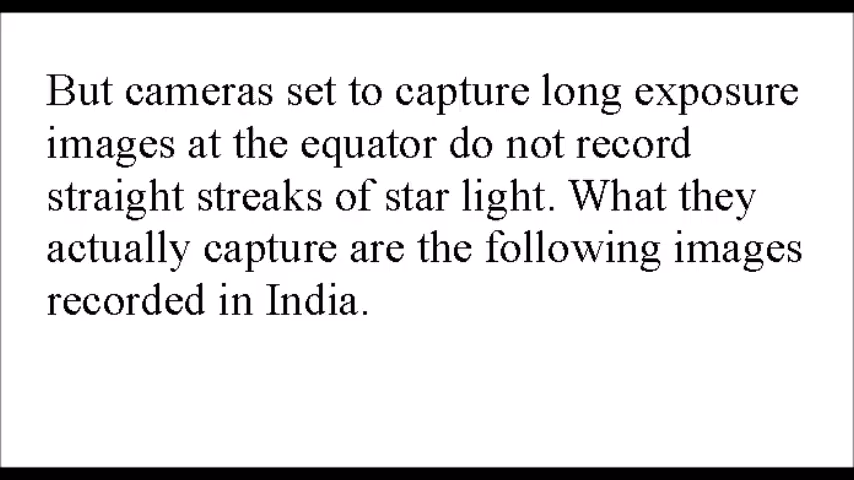 But cameras set to capture long exposure
images at the equator do not record
straight streaks of star light. What they
actually capture are the following images
recorded in India.